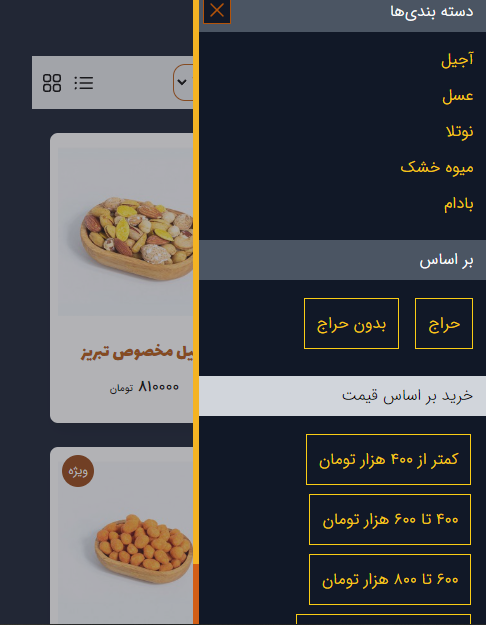 دسته بندی‌ها
آجیل
عسل
نوتلا
میوه خشک
بادام
بر اساس
حراج
بدون حراج
خرید بر اساس قیمت
کمتر از ۴۰۰ هزار تومان
۴۰۰ تا ۶۰۰ هزار تومان
۶۰۰ تا ۸۰۰ هزار تومان
مخصوص تبریز
۸۱۰۰۰۰ تومان
ویژه